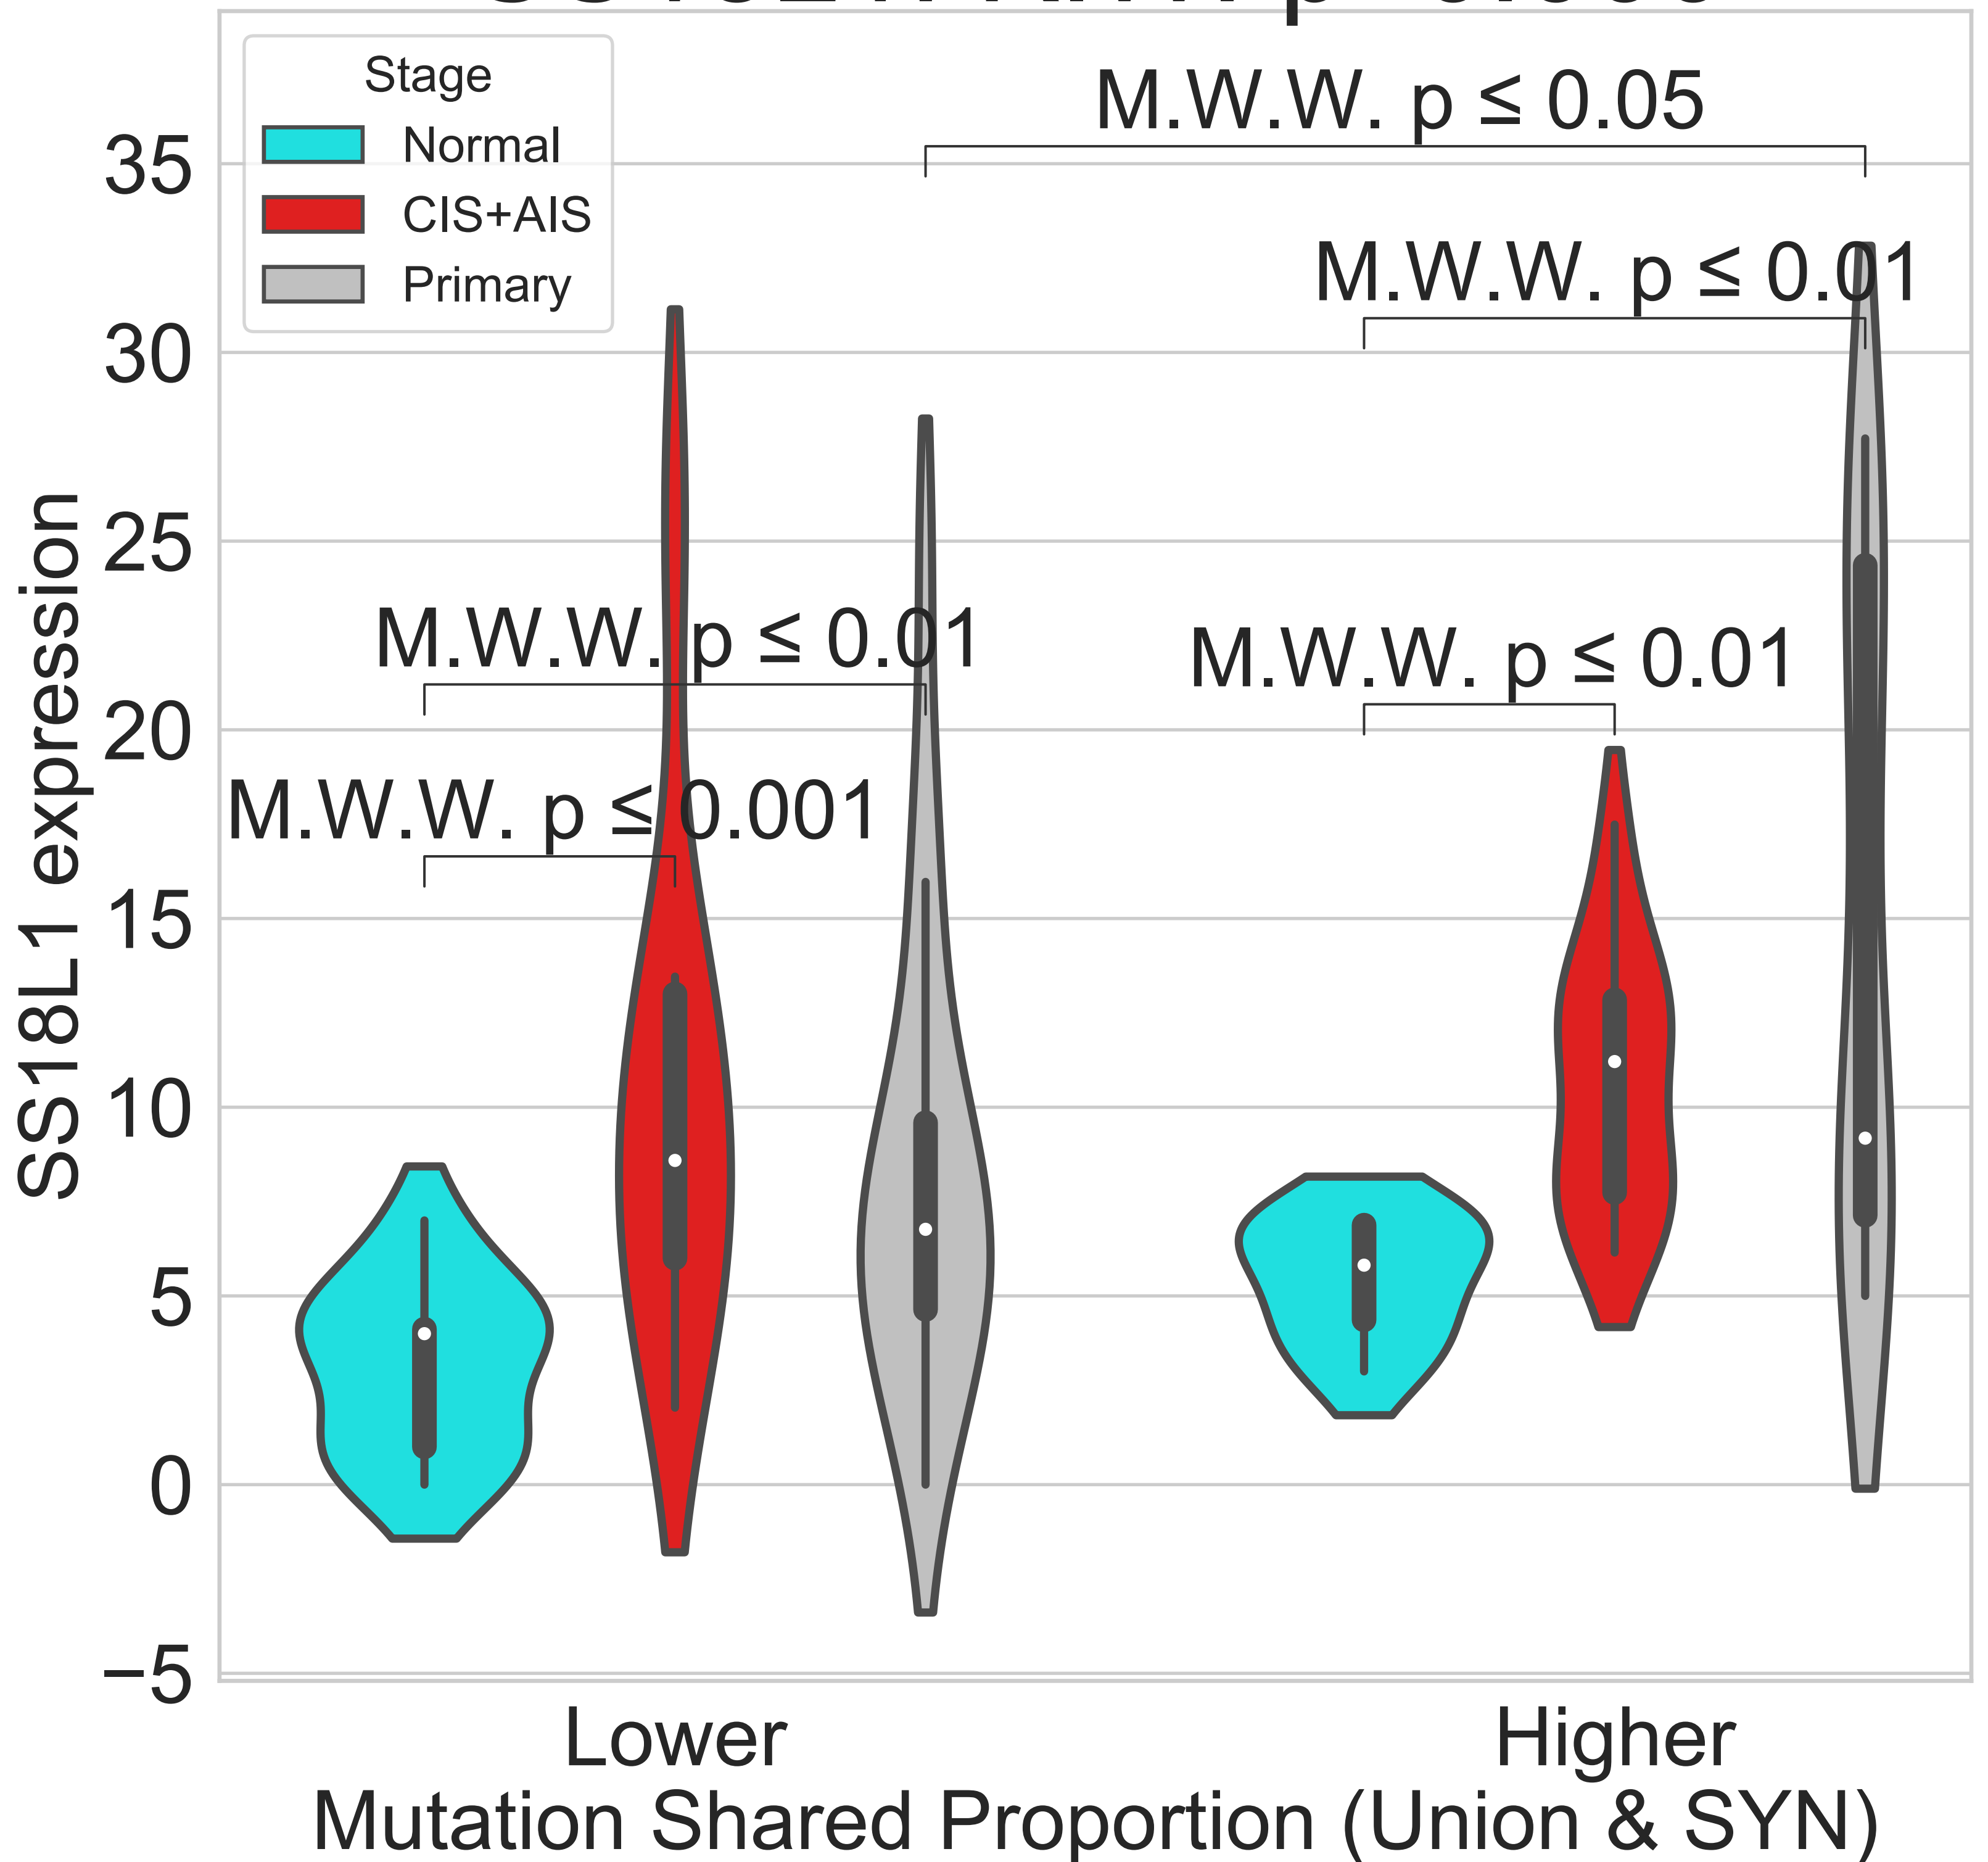 Stage
Normal
CIS+AIS
Primary
M.W.W. p ≤ 0.05
M.W.W. p ≤ 0.01
M.W.W. p ≤ 0.01
M.W.W. p ≤ 0.01
M.W.W. p ≤ 0.001
35
30
25
20
15
10
5
0
−5
SS18L1 expression
Lower
Higher
Mutation Shared Proportion (Union & SYN)